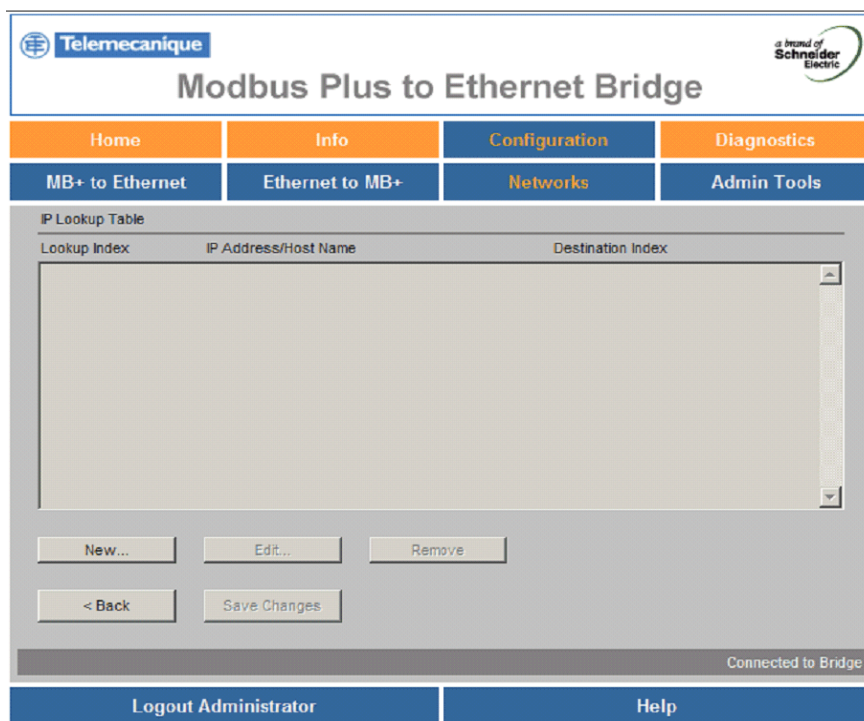 Telemecanique
a brand of
Schneider
Electric
Modbus Plus to Ethernet Bridge
Home Info Configuration Diagnostics
MB+ to Ethernet Ethernet to MB+ Networks Admin Tools
IP Lookup Table
Lookup Index IP Address/Host Name Destination Index
New... Edit... Remove
< Back Save Changes
Connected to Bridge
Logout Administrator Help